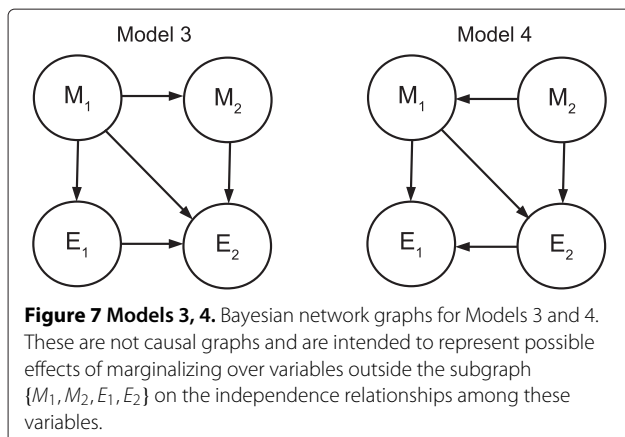 Model 3
Model 4
M₁
M₂
M₁
M₂
E₁
E₂
E₁
E₂
Figure 7 Models 3, 4. Bayesian network graphs for Models 3 and 4.
These are not causal graphs and are intended to represent possible
effects of marginalizing over variables outside the subgraph
{M₁, M₂, E₁, E₂} on the independence relationships among these
variables.